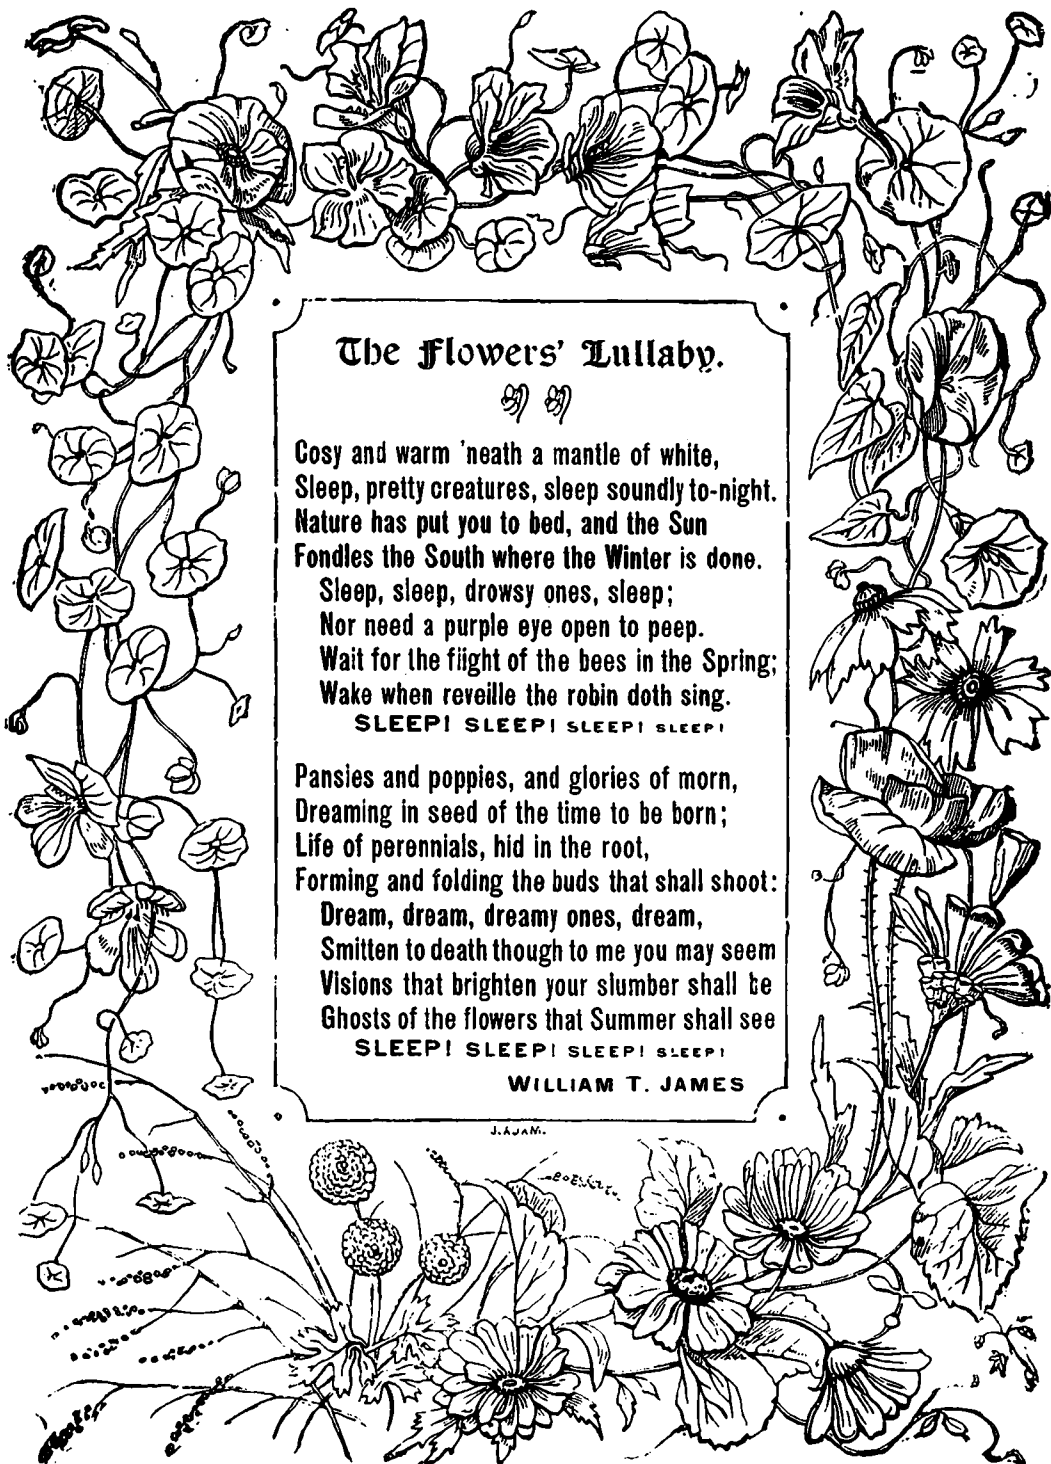 The Flowers' Lullaby.
Cosy and warm 'neath a mantle of white,
Sleep, pretty creatures, sleep soundly to-night.
Nature has put you to bed, and the Sun
Fondles the South where the Winter is done.
Sleep, sleep, drowsy ones, sleep;
Nor need a purple eye open to peep.
Wait for the flight of the bees in the Spring;
Wake when reveille the robin doth sing.
SLEEP! SLEEP! SLEEP! SLEEP!
Pansies and poppies, and glories of morn,
Dreaming in seed of the time to be born;
Life of perennials, hid in the root,
Forming and folding the buds that shall shoot:
Dream, dream, dreamy ones, dream,
Smitten to death though to me you may seem
Visions that brighten your slumber shall be
Ghosts of the flowers that Summer shall see
SLEEP! SLEEP! SLEEP! SLEEP!
WILLIAM T. JAMES